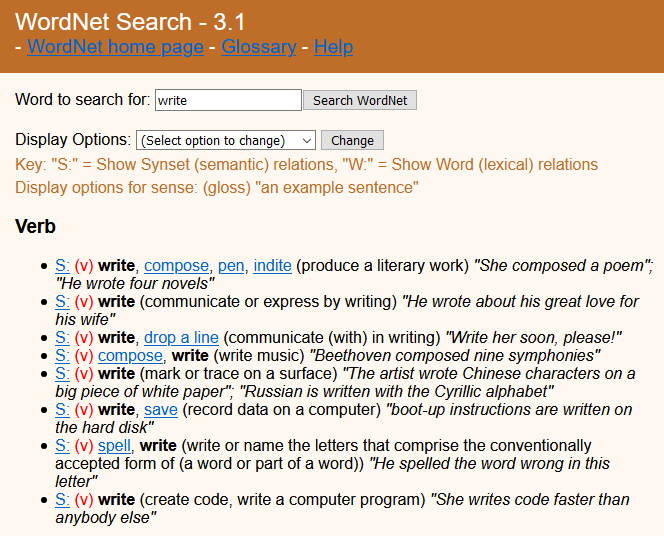 WordNet Search - 3.1
- WordNet home page - Glossary - Help
Word to search for: write Search WordNet
Display Options: (Select option to change) Change
Key: "S:" = Show Synset (semantic) relations, "W:" = Show Word (lexical) relations
Display options for sense: (gloss) "an example sentence"
Verb
• S: (v) write, compose, pen, indite (produce a literary work) "She composed a poem";
"He wrote four novels"
• S: (v) write (communicate or express by writing) "He wrote about his great love for
his wife"
• S: (v) write, drop a line (communicate (with) in writing) "Write her soon, please!"
• S: (v) compose, write (write music) "Beethoven composed nine symphonies"
• S: (v) write (mark or trace on a surface) "The artist wrote Chinese characters on a
big piece of white paper"; "Russian is written with the Cyrillic alphabet"
• S: (v) write, save (record data on a computer) "boot-up instructions are written on
the hard disk"
• S: (v) spell, write (write or name the letters that comprise the conventionally
accepted form of (a word or part of a word)) "He spelled the word wrong in this
letter"
• S: (v) write (create code, write a computer program) "She writes code faster than
anybody else"